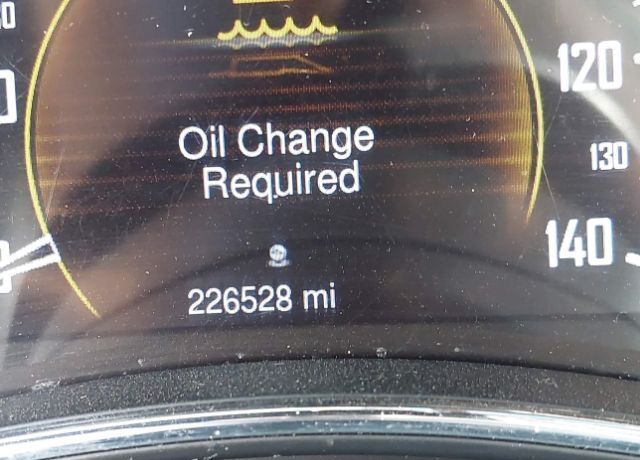 120
Oil Change
Required
130
140
226528 mi